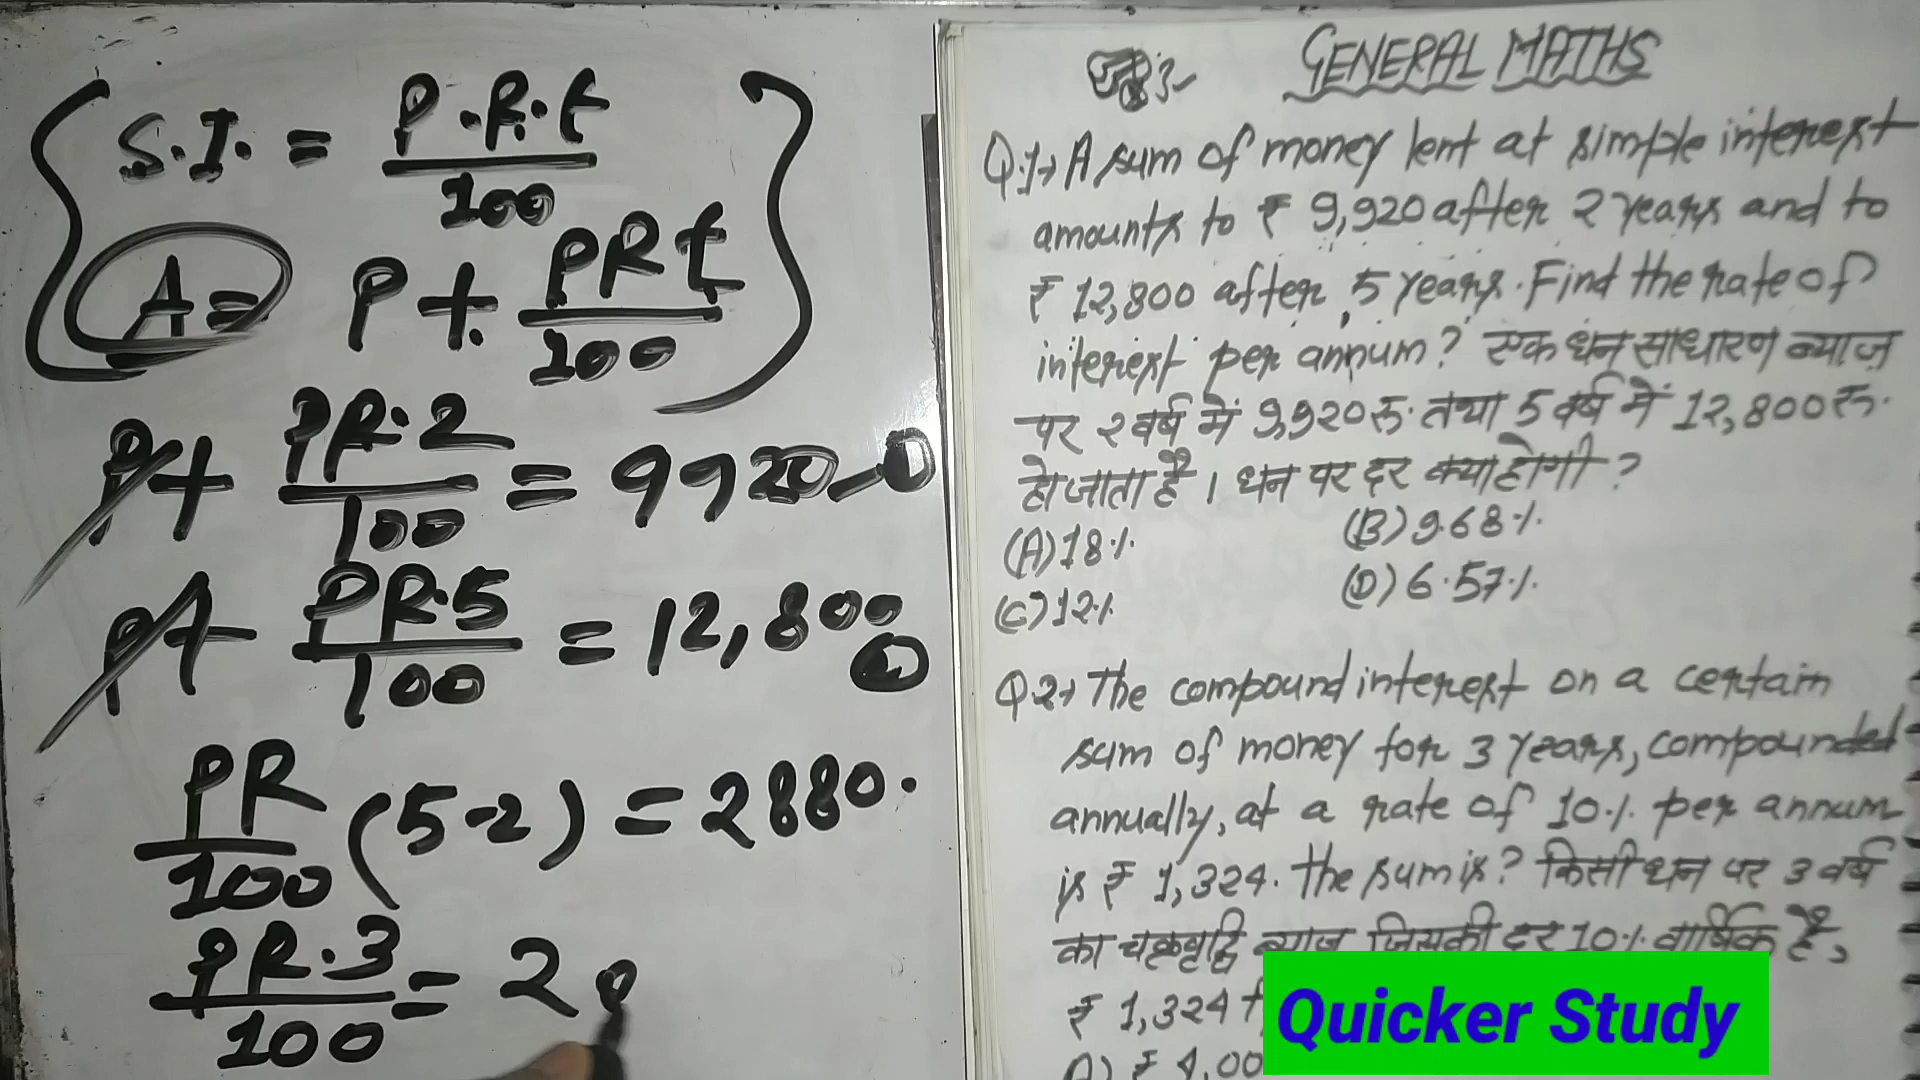 S.I. = P.R.t
100
A = P + PRt
100
P+ PR.2 = 9920 -①
100
P+ PR.5 = 12,800 ②
100
PR (5-2) = 2880.
100
PR.3 = 2
100
GENERAL MATHS
Q.1→ A sum of money lent at simple interest
amounts to ₹ 9,920 after 2 years and to
₹ 12,800 after 5 years. Find the rate of
interest per annum? एक धन साधारण ब्याज
पर २ वर्ष में 9,920 रु. तथा 5 वर्ष में 12,800 रु.
हो जाता है । धन पर दर क्या होगी ?
(A) 18%
(B) 9.68%
(C) 12%
(D) 6.57%
Q.2→ The compound interest on a certain
sum of money for 3 years, compounded
annually, at a rate of 10% per annum
is ₹ 1,324. The sum is? किसी धन पर 3 वर्ष
का चक्रवृद्धि ब्याज जिसकी दर 10% वार्षिक है,
₹ 1,324
A) ₹ 4,00
Quicker Study